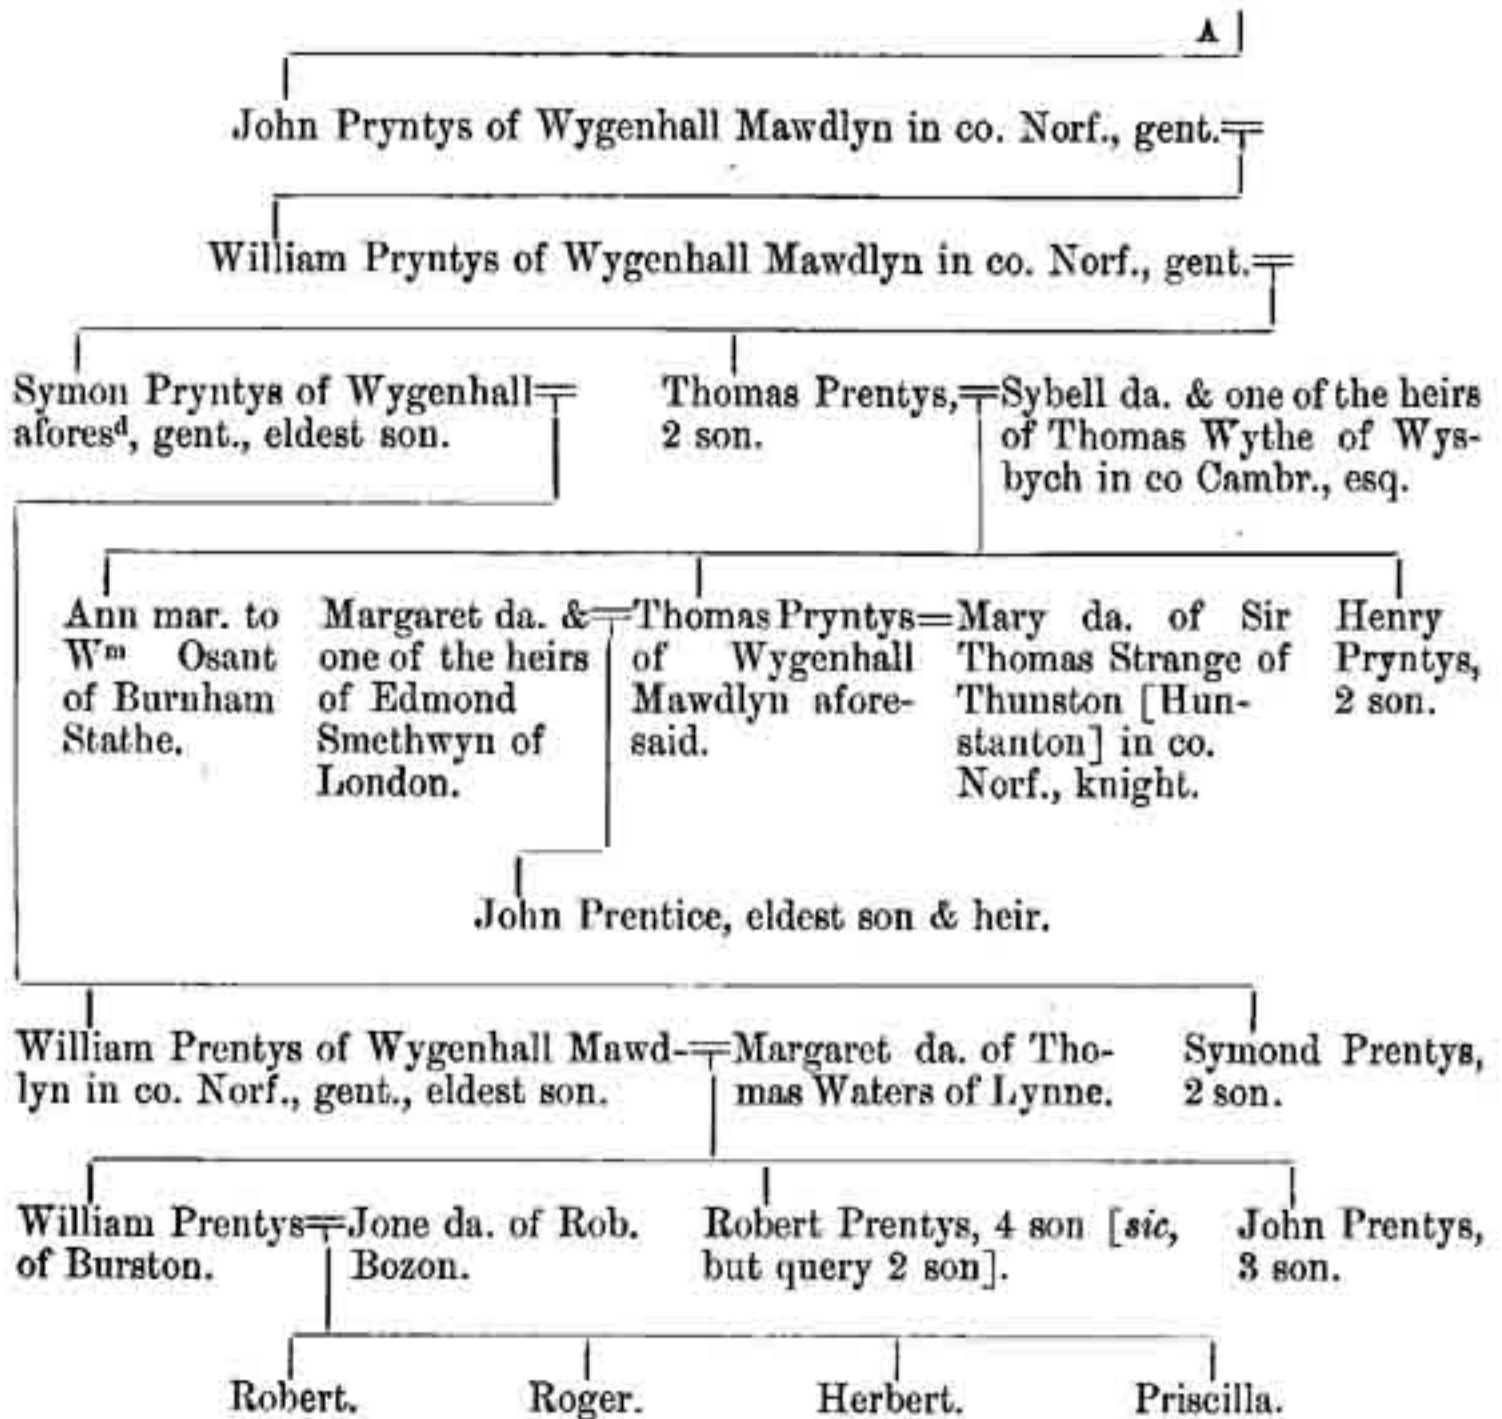 A
John Pryntys of Wygenhall Mawdlyn in co. Norf., gent.
William Pryntys of Wygenhall Mawdlyn in co. Norf., gent.
Symon Pryntys of Wygenhall
aforesᵈ, gent., eldest son.
Thomas Prentys,
2 son.
Sybell da. & one of the heirs
of Thomas Wythe of Wys-
bych in co Cambr., esq.
Ann mar. to
Wᵐ Osant
of Burnham
Stathe.
Margaret da. &
one of the heirs
of Edmond
Smethwyn of
London.
Thomas Pryntys
of Wygenhall
Mawdlyn afore-
said.
Mary da. of Sir
Thomas Strange of
Thunston [Hun-
stanton] in co.
Norf., knight.
Henry
Pryntys,
2 son.
John Prentice, eldest son & heir.
William Prentys of Wygenhall Mawd-
lyn in co. Norf., gent., eldest son.
Margaret da. of Tho-
mas Waters of Lynne.
Symond Prentys,
2 son.
William Prentys
of Burston.
Jone da. of Rob.
Bozon.
Robert Prentys, 4 son [sic,
but query 2 son].
John Prentys,
3 son.
Robert.
Roger.
Herbert.
Priscilla.